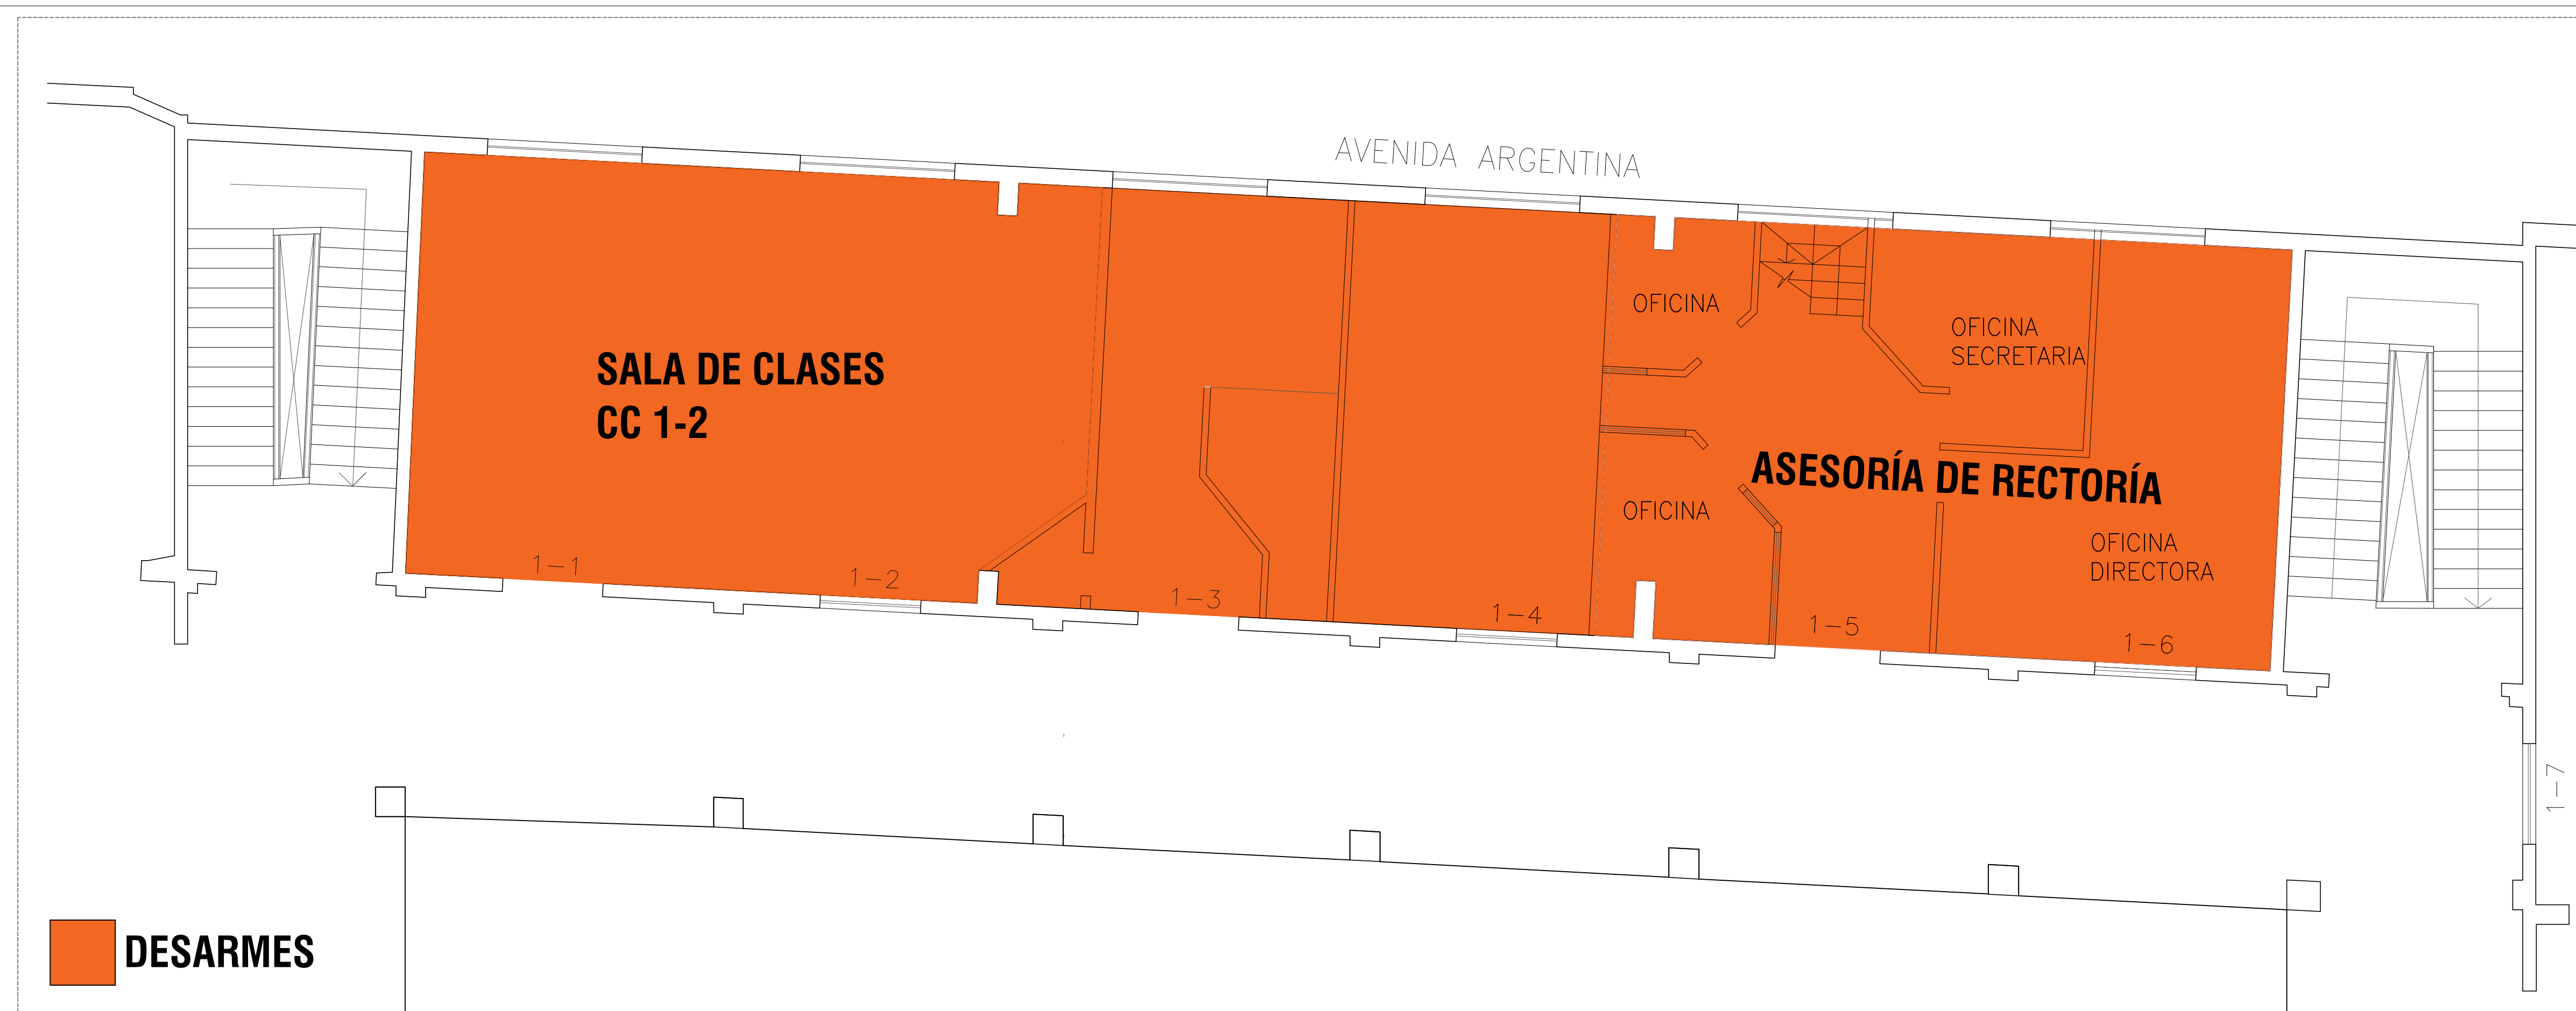 AVENIDA ARGENTINA
SALA DE CLASES
CC 1-2
OFICINA
OFICINA
SECRETARIA
ASESORÍA DE RECTORÍA
OFICINA
OFICINA
DIRECTORA
1-1
1-2
1-3
1-4
1-5
1-6
1-7
DESARMES